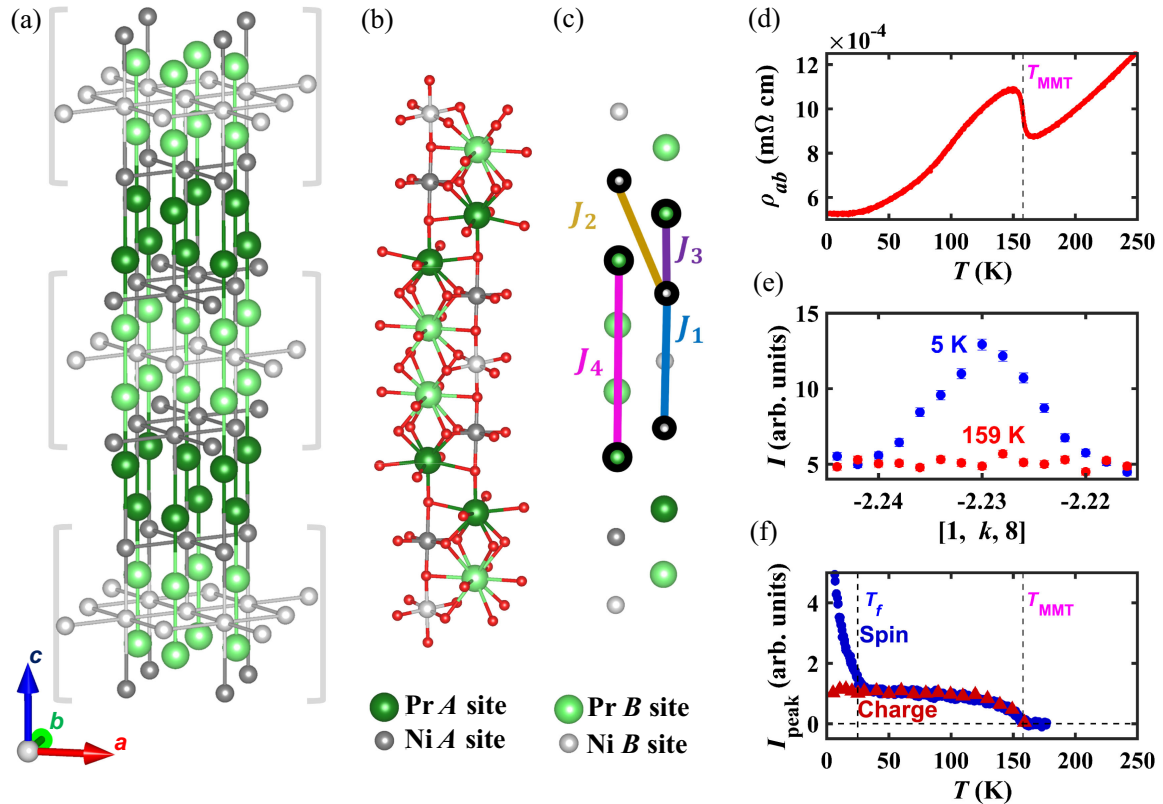 (a)
c
b
a
(b)
Pr A site
Ni A site
Pr B site
Ni B site
(c)
J₂
J₃
J₄
J₁
(d)
×10⁻⁴
T_MMT
12
10
8
6
ρ_ab (mΩ cm)
0 50 100 150 200 250
T (K)
(e)
15
10
5
I (arb. units)
5 K
159 K
-2.24 -2.23 -2.22
[1, k, 8]
(f)
4
2
0
I_peak (arb. units)
T_f
T_MMT
Spin
Charge
0 50 100 150 200 250
T (K)